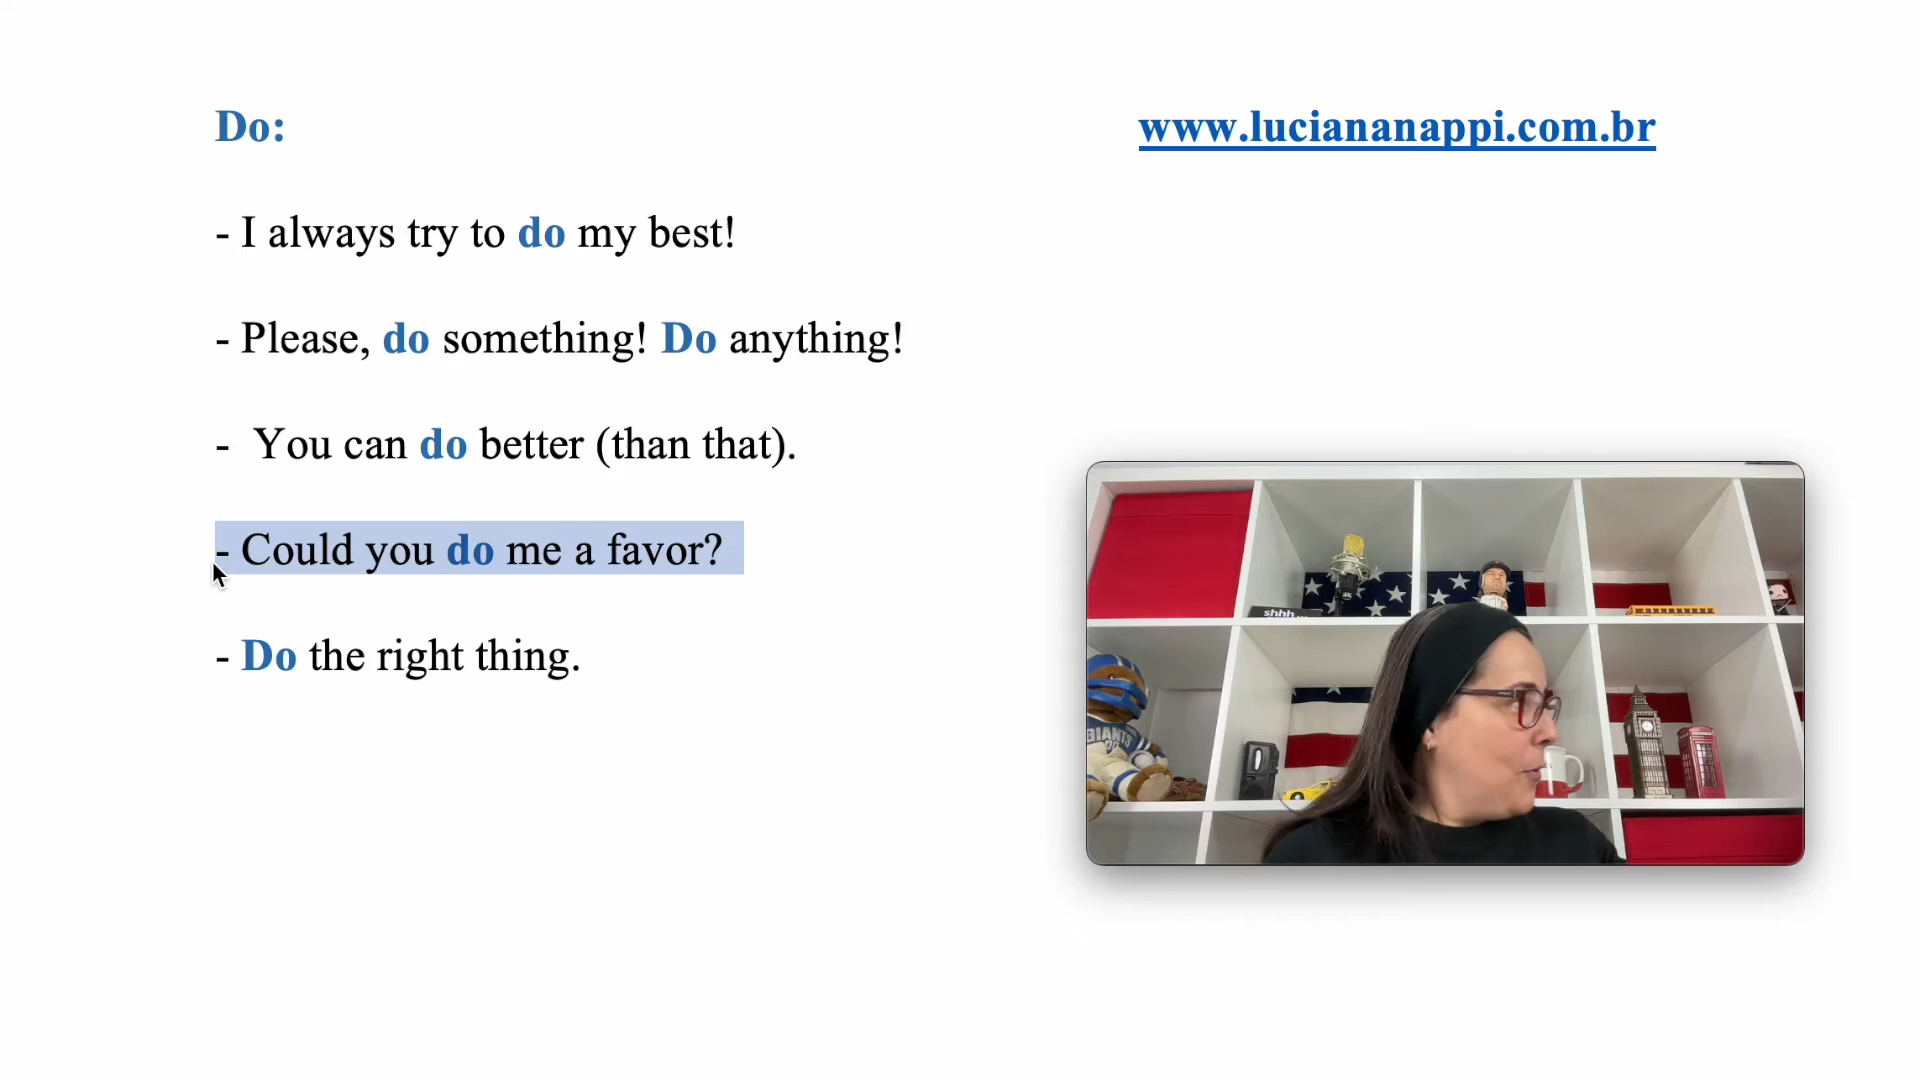 Do:
www.luciananappi.com.br
- I always try to do my best!
- Please, do something! Do anything!
- You can do better (than that).
- Could you do me a favor?
- Do the right thing.
shhh...
GIANTS